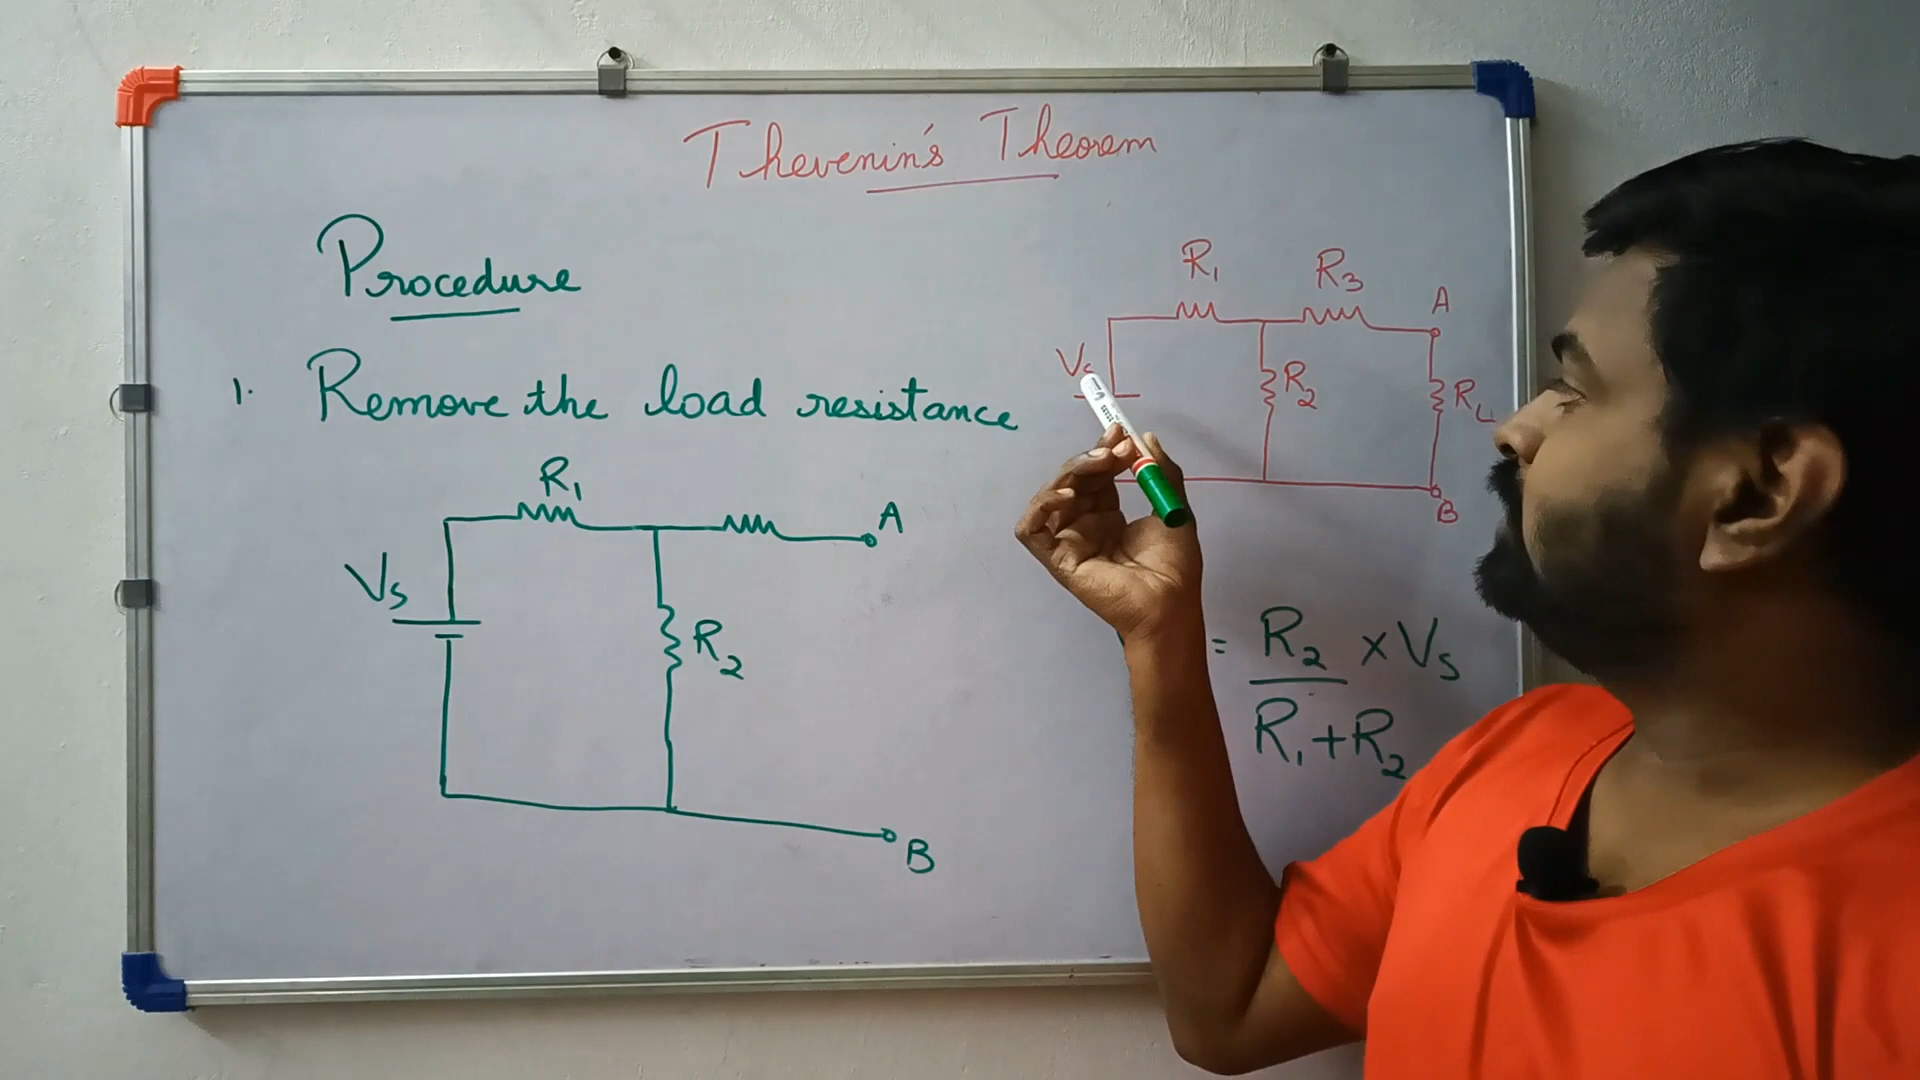 Thevenin's Theorem
Procedure
1. Remove the load resistance
R1
A
Vs
R2
B
R1 R3
A
Vs
R2
RL
B
= R2 × Vs
R1+R2